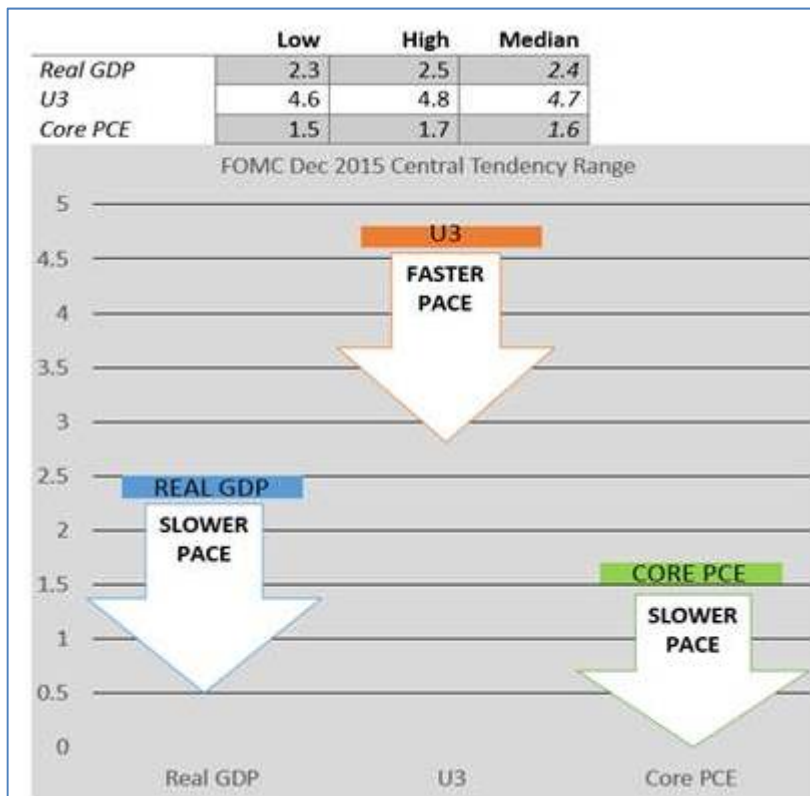 Low High Median
Real GDP 2.3 2.5 2.4
U3 4.6 4.8 4.7
Core PCE 1.5 1.7 1.6
FOMC Dec 2015 Central Tendency Range
5
U3
4.5
FASTER
PACE
4
3.5
3
2.5
REAL GDP
SLOWER
PACE
2
CORE PCE
1.5
SLOWER
PACE
1
0.5
0
Real GDP U3 Core PCE